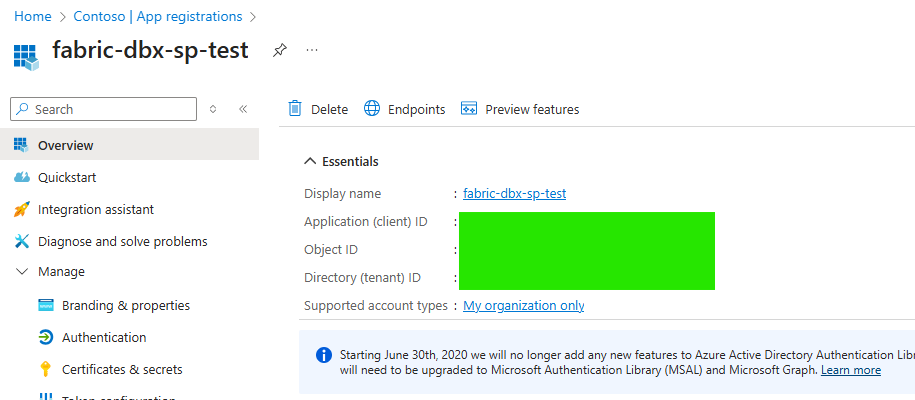 Home > Contoso | App registrations >
fabric-dbx-sp-test
Search
Delete Endpoints Preview features
Overview
Essentials
Quickstart
Display name : fabric-dbx-sp-test
Integration assistant
Application (client) ID :
Diagnose and solve problems
Object ID :
Manage
Directory (tenant) ID :
Branding & properties
Supported account types : My organization only
Authentication
Starting June 30th, 2020 we will no longer add any new features to Azure Active Directory Authentication Libr
Certificates & secrets
will need to be upgraded to Microsoft Authentication Library (MSAL) and Microsoft Graph. Learn more
Token configuration